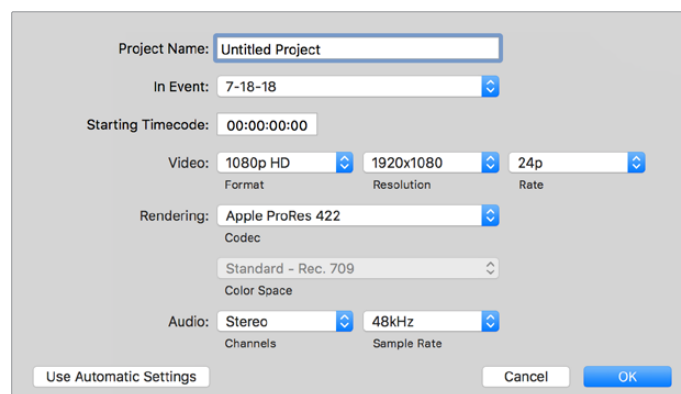 Project Name: Untitled Project
In Event: 7-18-18
Starting Timecode: 00:00:00:00
Video: 1080p HD 1920x1080 24p
Format Resolution Rate
Rendering: Apple ProRes 422
Codec
Standard - Rec. 709
Color Space
Audio: Stereo 48kHz
Channels Sample Rate
Use Automatic Settings Cancel OK